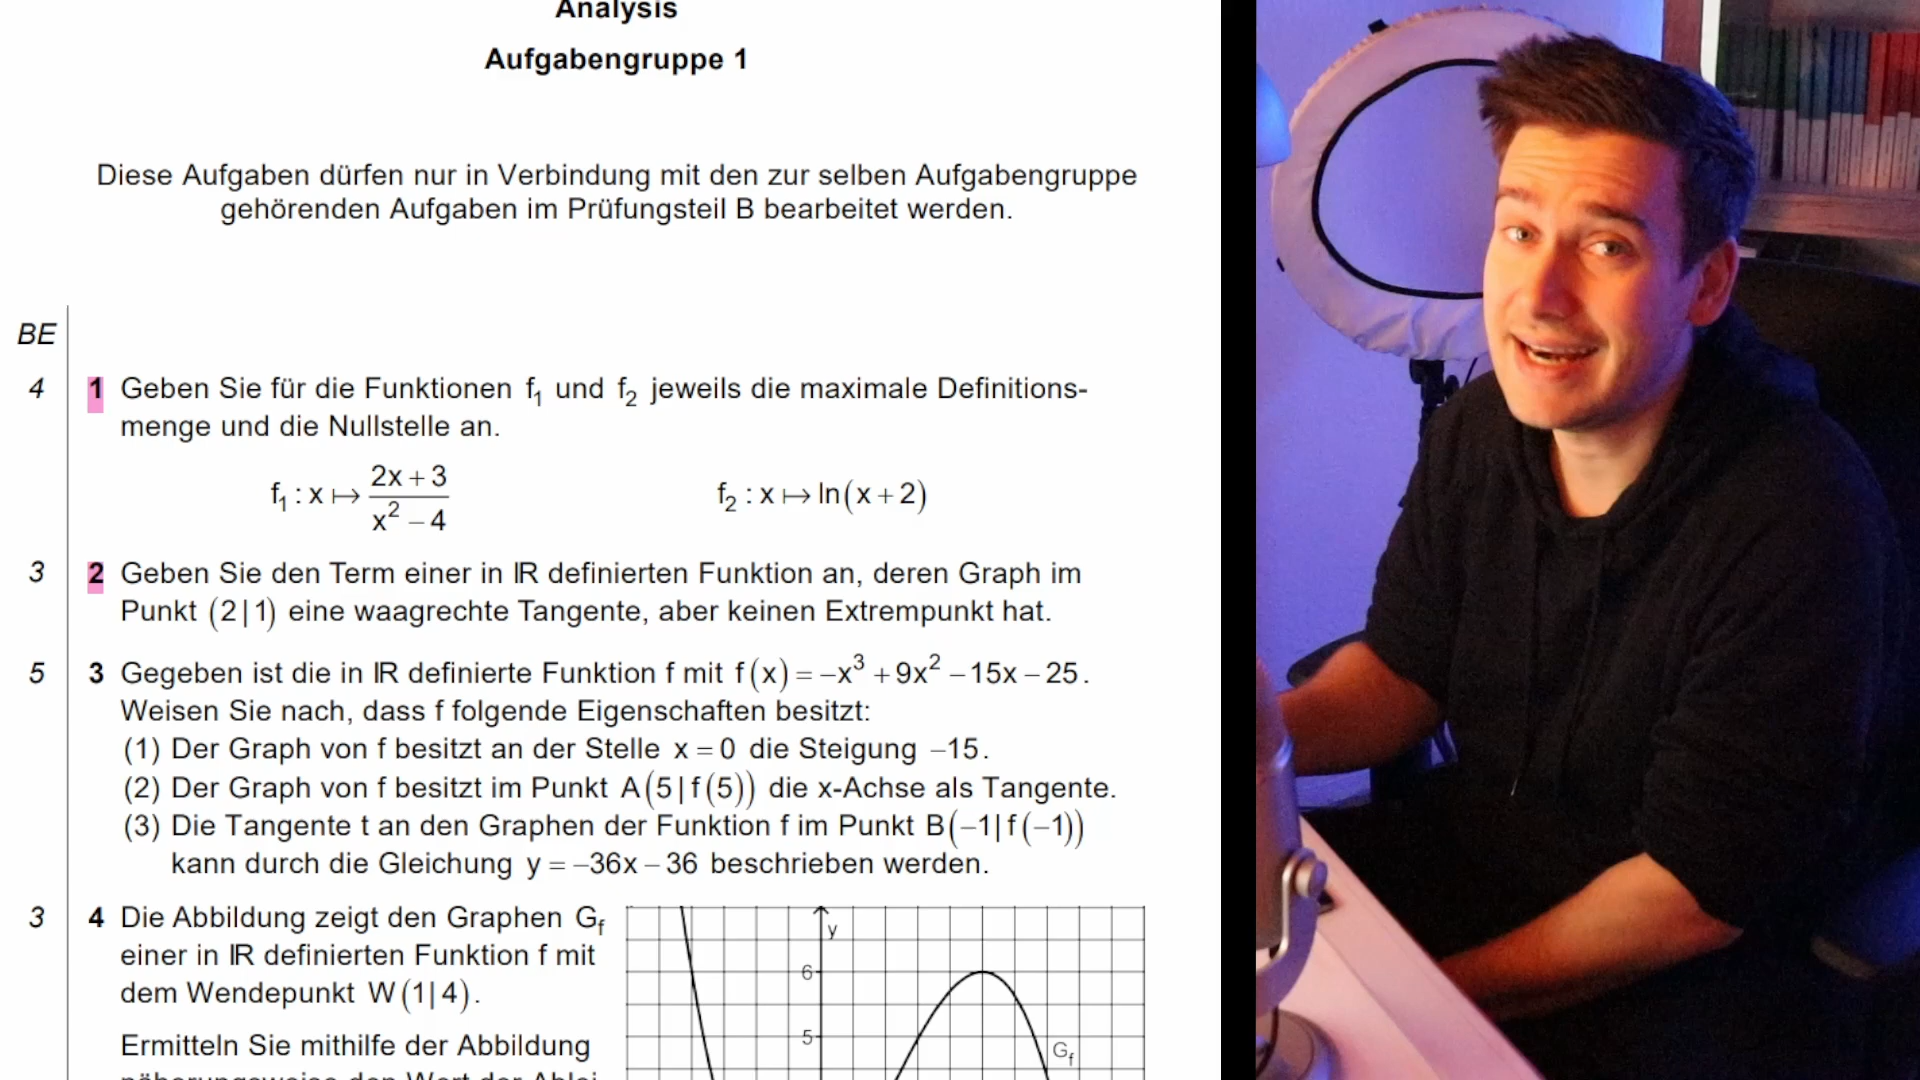 Analysis
Aufgabengruppe 1
Diese Aufgaben dürfen nur in Verbindung mit den zur selben Aufgabengruppe
gehörenden Aufgaben im Prüfungsteil B bearbeitet werden.
BE
4 1 Geben Sie für die Funktionen f₁ und f₂ jeweils die maximale Definitions-
menge und die Nullstelle an.
f₁ : x ↦ (2x + 3)/(x² – 4) f₂ : x ↦ ln(x + 2)
3 2 Geben Sie den Term einer in IR definierten Funktion an, deren Graph im
Punkt (2|1) eine waagrechte Tangente, aber keinen Extrempunkt hat.
5 3 Gegeben ist die in IR definierte Funktion f mit f(x) = –x³ + 9x² – 15x – 25.
Weisen Sie nach, dass f folgende Eigenschaften besitzt:
(1) Der Graph von f besitzt an der Stelle x = 0 die Steigung –15.
(2) Der Graph von f besitzt im Punkt A(5|f(5)) die x-Achse als Tangente.
(3) Die Tangente t an den Graphen der Funktion f im Punkt B(–1|f(–1))
kann durch die Gleichung y = –36x – 36 beschrieben werden.
3 4 Die Abbildung zeigt den Graphen G_f
einer in IR definierten Funktion f mit
dem Wendepunkt W(1|4).
Ermitteln Sie mithilfe der Abbildung
y
6
5
G_f